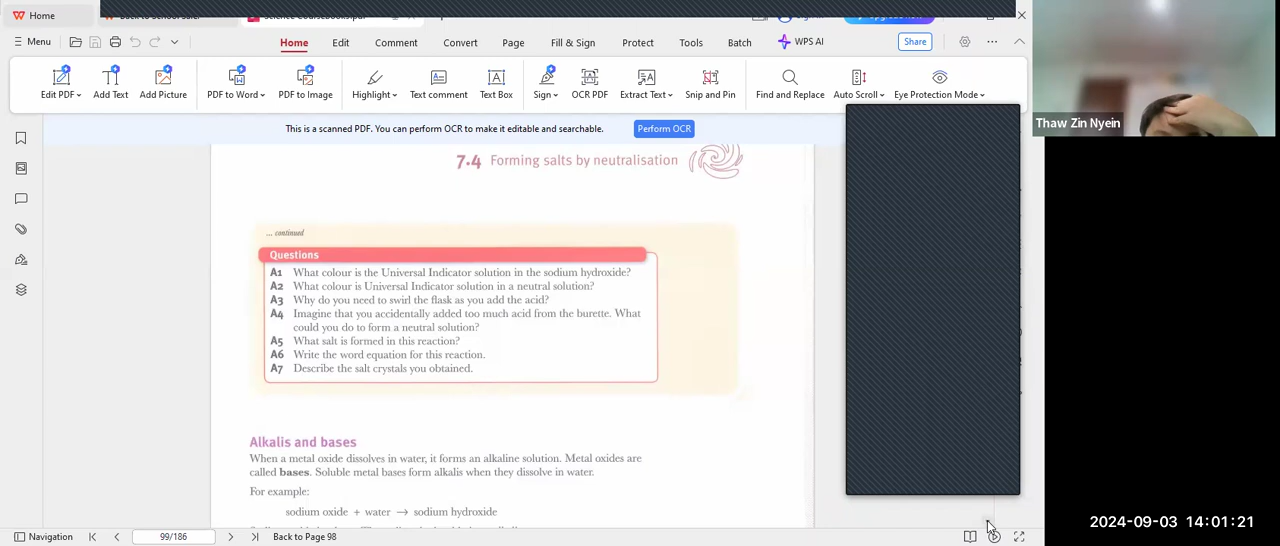 Home
Menu
Home Edit Comment Convert Page Fill & Sign Protect Tools Batch WPS AI Share
Edit PDF Add Text Add Picture PDF to Word PDF to Image Highlight Text comment Text Box Sign OCR PDF Extract Text Snip and Pin Find and Replace Auto Scroll Eye Protection Mode
Thaw Zin Nyein
This is a scanned PDF. You can perform OCR to make it editable and searchable. Perform OCR
7.4 Forming salts by neutralisation
... continued
Questions
A1 What colour is the Universal Indicator solution in the sodium hydroxide?
A2 What colour is Universal Indicator solution in a neutral solution?
A3 Why do you need to swirl the flask as you add the acid?
A4 Imagine that you accidentally added too much acid from the burette. What
could you do to form a neutral solution?
A5 What salt is formed in this reaction?
A6 Write the word equation for this reaction.
A7 Describe the salt crystals you obtained.
Alkalis and bases
When a metal oxide dissolves in water, it forms an alkaline solution. Metal oxides are
called bases. Soluble metal bases form alkalis when they dissolve in water.
For example:
sodium oxide + water → sodium hydroxide
2024-09-03 14:01:21
Navigation 99/186 Back to Page 98